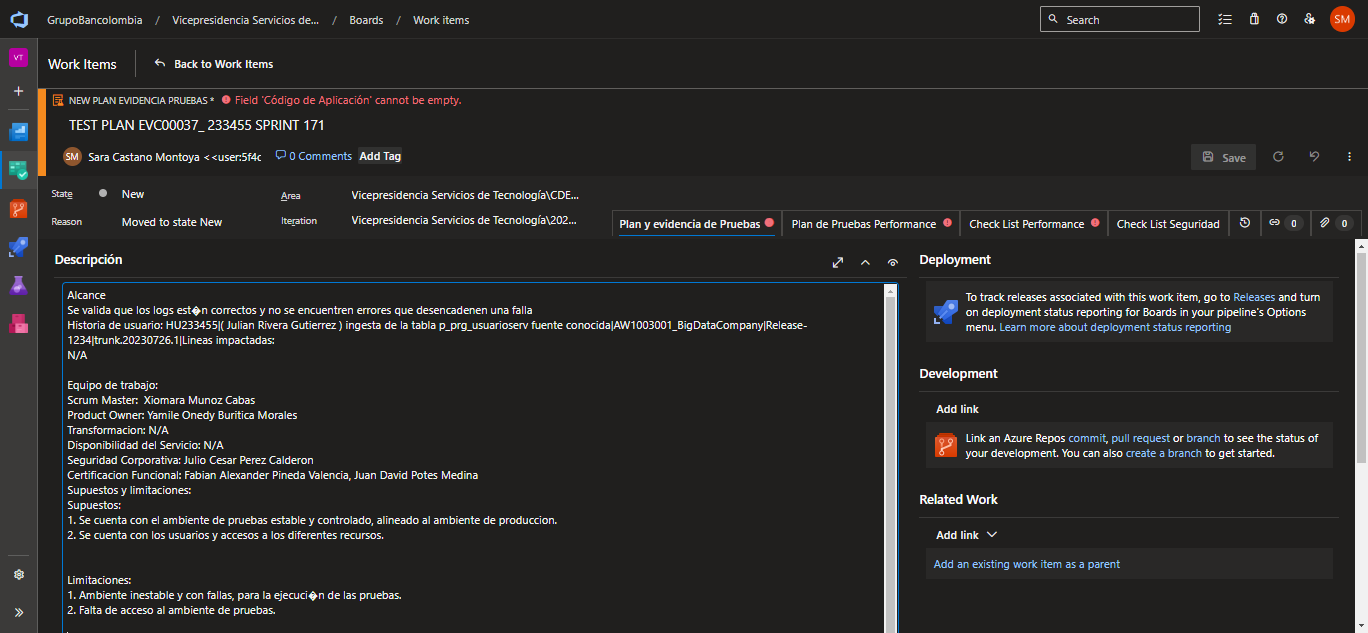 GrupoBancolombia / Vicepresidencia Servicios de... / Boards / Work items
Search
SM
VT
Work Items
Back to Work Items
NEW PLAN EVIDENCIA PRUEBAS * Field 'Código de Aplicación' cannot be empty.
TEST PLAN EVC00037_ 233455 SPRINT 171
SM Sara Castano Montoya <<user:5f4c
0 Comments
Add Tag
Save
State New
Reason Moved to state New
Area Vicepresidencia Servicios de Tecnología\CDE...
Iteration Vicepresidencia Servicios de Tecnología\202...
Plan y evidencia de Pruebas
Plan de Pruebas Performance
Check List Performance
Check List Seguridad
0
0
Descripción
Alcance
Se valida que los logs est�n correctos y no se encuentren errores que desencadenen una falla
Historia de usuario: HU233455|( Julian Rivera Gutierrez ) ingesta de la tabla p_prg_usuarioserv fuente conocida|AW1003001_BigDataCompany|Release-
1234|trunk.20230726.1|Lineas impactadas:
N/A
Equipo de trabajo:
Scrum Master:  Xiomara Munoz Cabas
Product Owner: Yamile Onedy Buritica Morales
Transformacion: N/A
Disponibilidad del Servicio: N/A
Seguridad Corporativa: Julio Cesar Perez Calderon
Certificacion Funcional: Fabian Alexander Pineda Valencia, Juan David Potes Medina
Supuestos y limitaciones:
Supuestos:
1. Se cuenta con el ambiente de pruebas estable y controlado, alineado al ambiente de produccion.
2. Se cuenta con los usuarios y accesos a los diferentes recursos.
Limitaciones:
1. Ambiente inestable y con fallas, para la ejecuci�n de las pruebas.
2. Falta de acceso al ambiente de pruebas.
Deployment
To track releases associated with this work item, go to Releases and turn
on deployment status reporting for Boards in your pipeline's Options
menu. Learn more about deployment status reporting
Development
Add link
Link an Azure Repos commit, pull request or branch to see the status of
your development. You can also create a branch to get started.
Related Work
Add link
Add an existing work item as a parent